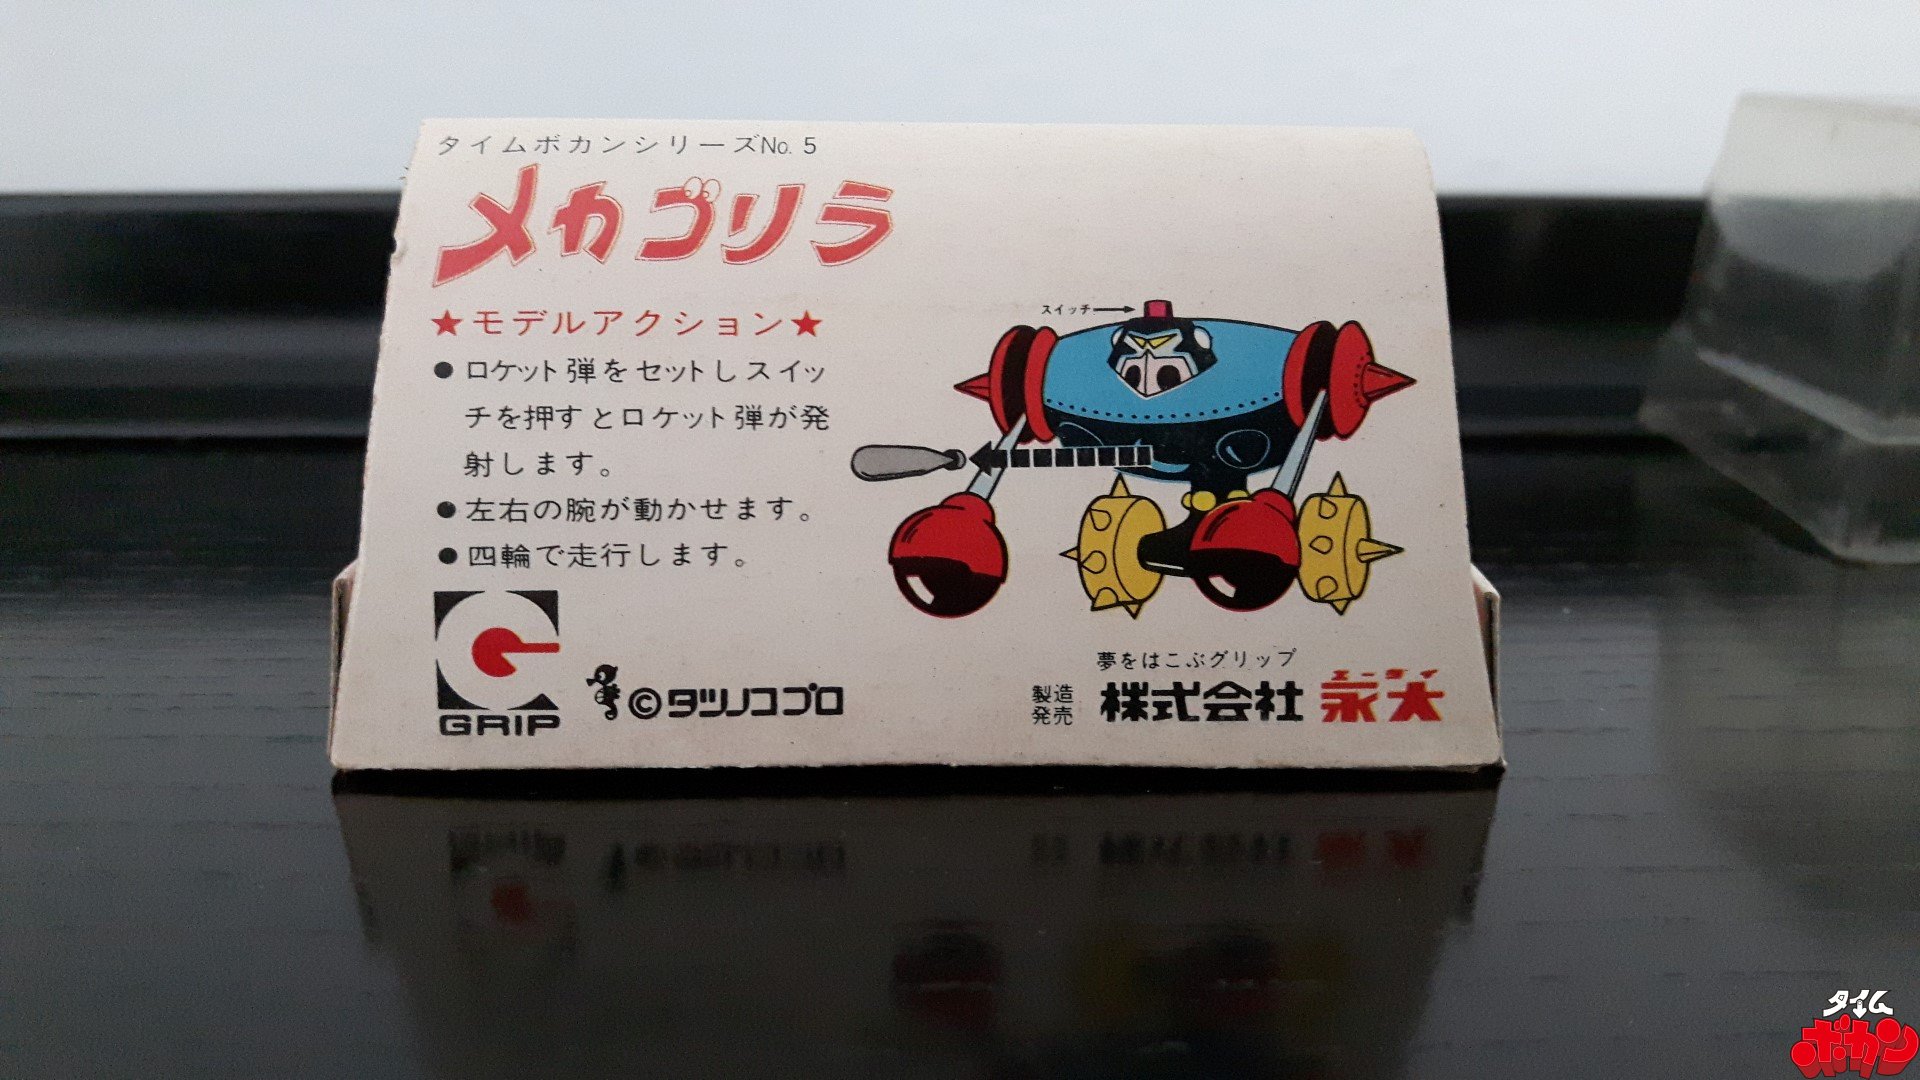 タイムボカンシリーズNo. 5
メカゴリラ
★モデルアクション★
● ロケット弾をセットしスイッ
チを押すとロケット弾が発
射します。
● 左右の腕が動かせます。
● 四輪で走行します。
スイッチ
GRIP
©タツノコプロ
夢をはこぶグリップ
製造
発売
株式会社
エーダイ
永大
タイム
ボカン